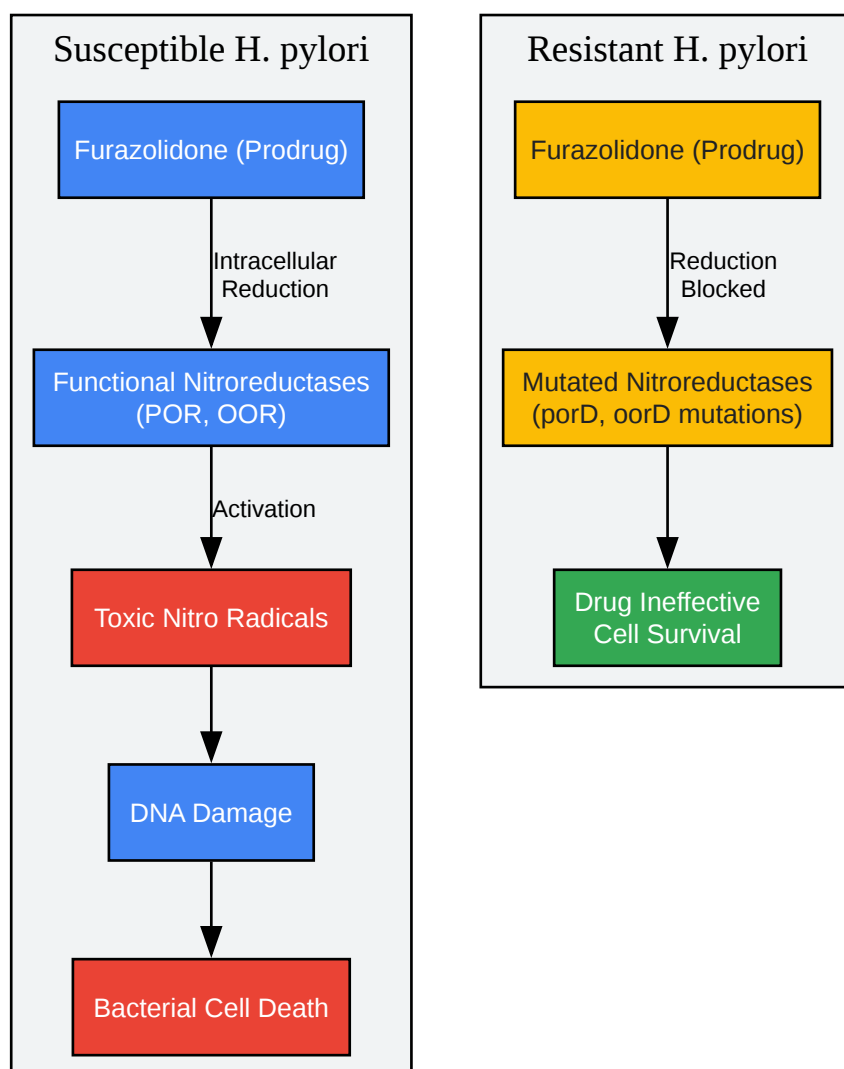 Susceptible H. pylori
Furazolidone (Prodrug)
Intracellular
Reduction
Functional Nitroreductases
(POR, OOR)
Activation
Toxic Nitro Radicals
DNA Damage
Bacterial Cell Death
Resistant H. pylori
Furazolidone (Prodrug)
Reduction
Blocked
Mutated Nitroreductases
(porD, oorD mutations)
Drug Ineffective
Cell Survival